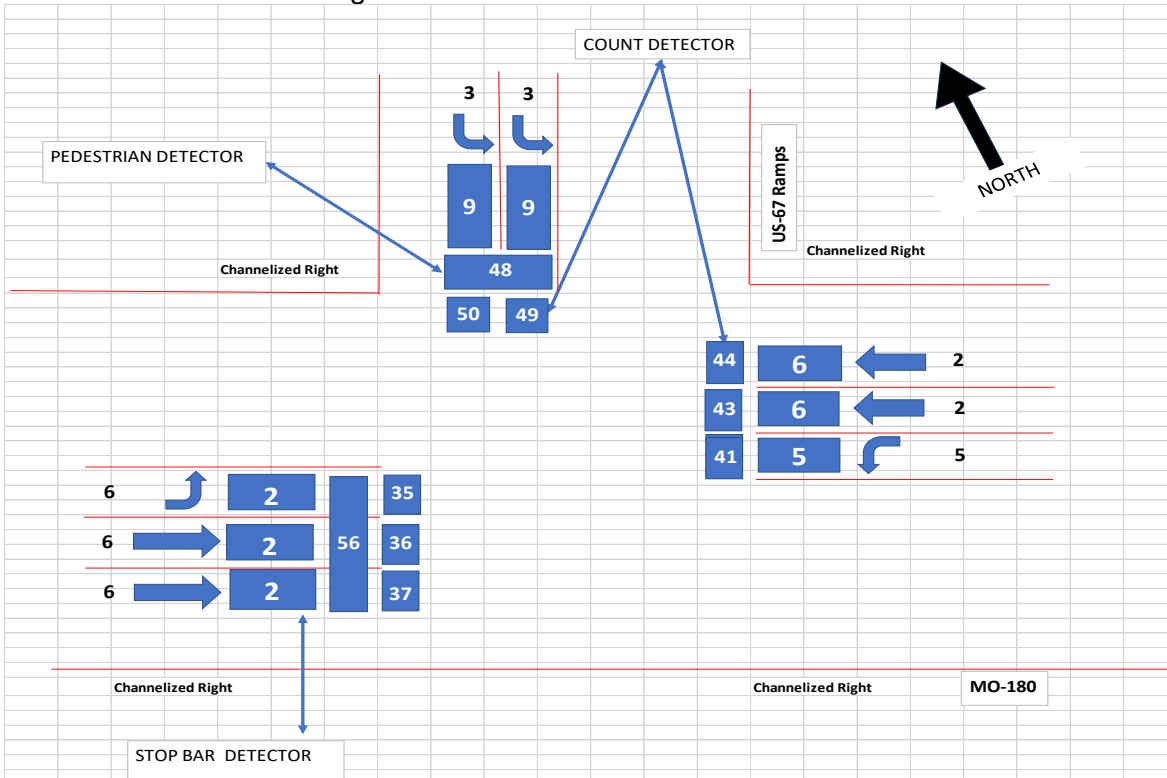 COUNT DETECTOR
3 3
PEDESTRIAN DETECTOR
US-67 Ramps
NORTH
9 9
Channelized Right
Channelized Right
48
50 49
44 6 2
43 6 2
41 5 5
6 2 35
6 2 56 36
6 2 37
Channelized Right
Channelized Right
MO-180
STOP BAR DETECTOR